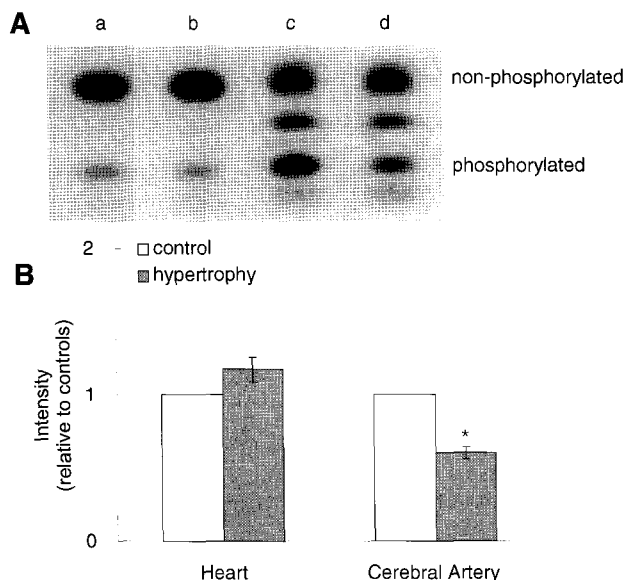 A
a b c d
non-phosphorylated
phosphorylated
2
control
hypertrophy
B
Intensity
(relative to controls)
1
*
0
Heart Cerebral Artery